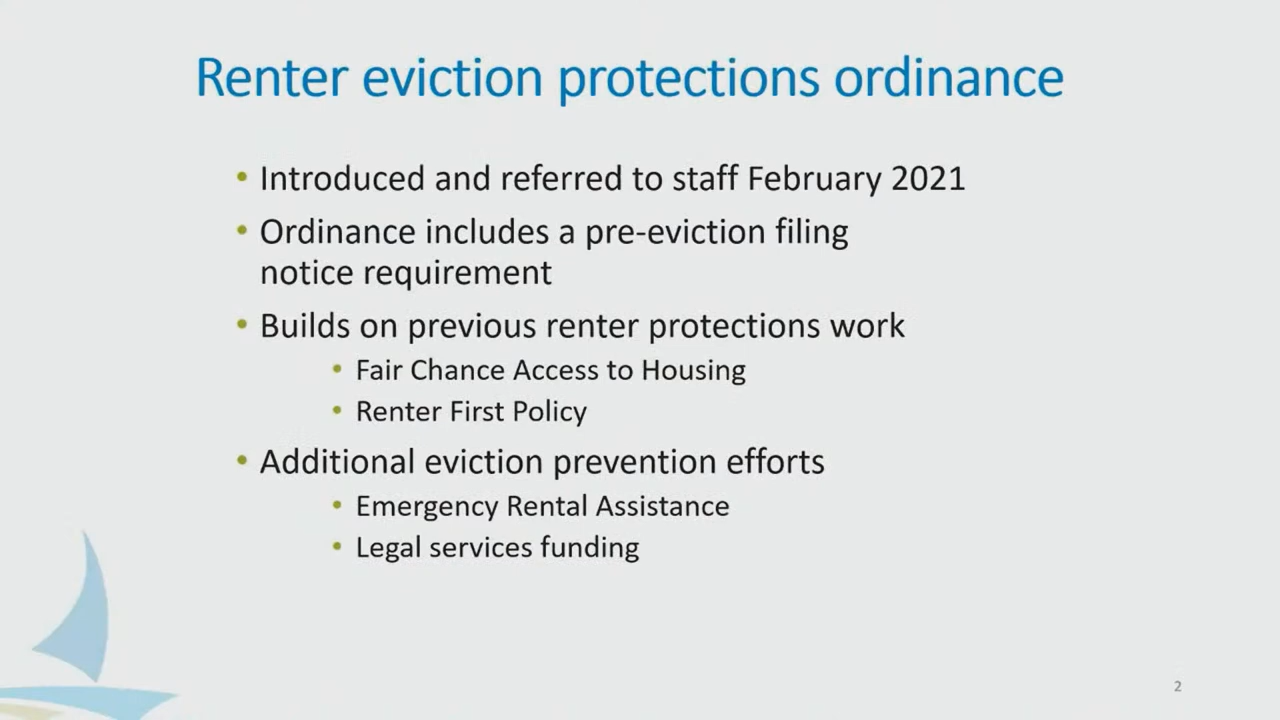 Renter eviction protections ordinance
• Introduced and referred to staff February 2021
• Ordinance includes a pre-eviction filing
notice requirement
• Builds on previous renter protections work
• Fair Chance Access to Housing
• Renter First Policy
• Additional eviction prevention efforts
• Emergency Rental Assistance
• Legal services funding
2